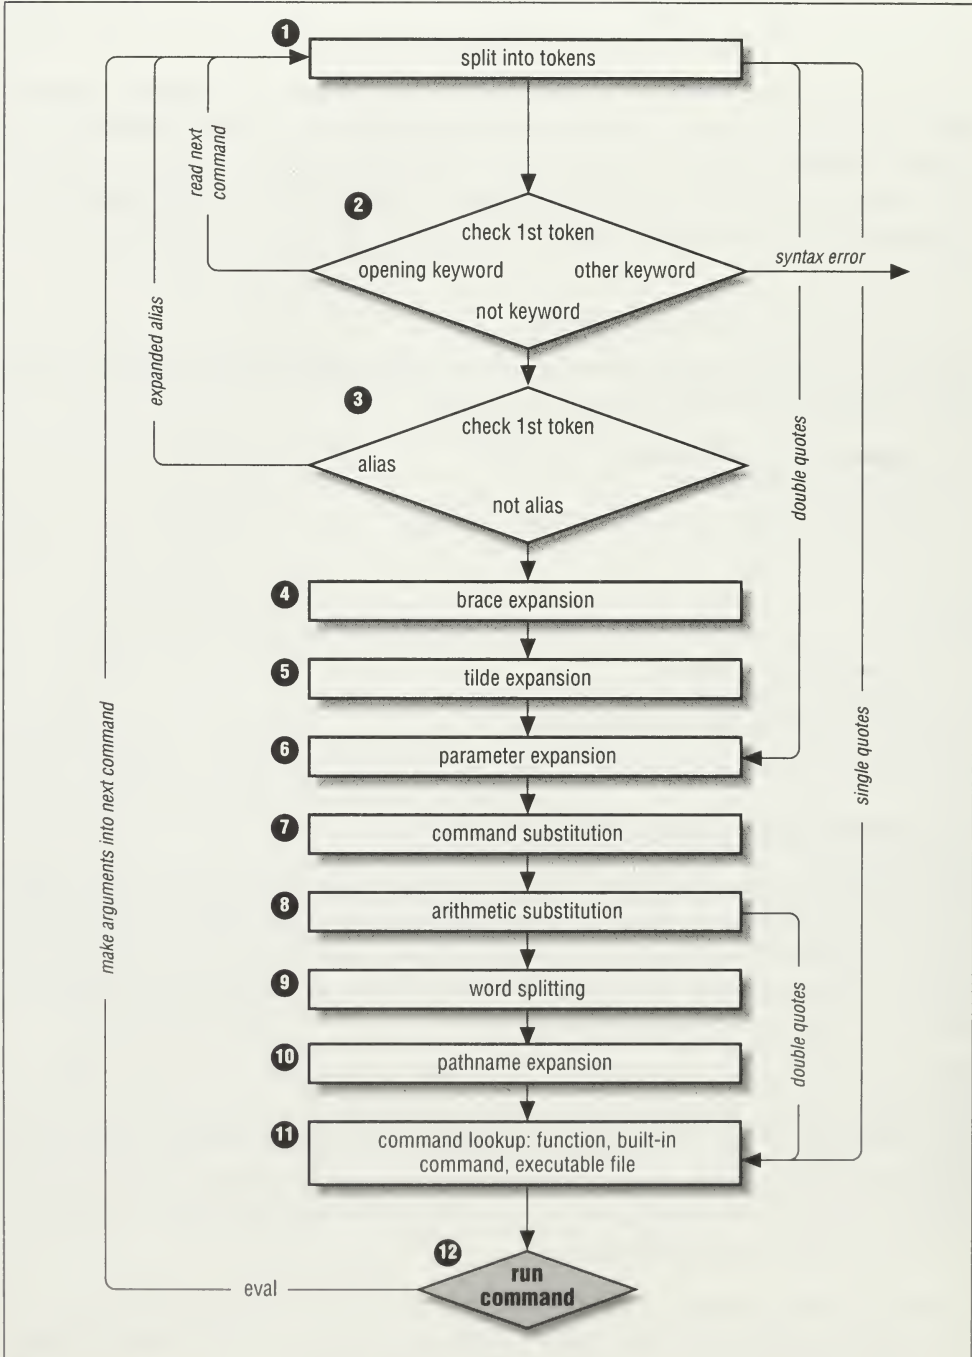 1
split into tokens
read next
command
2
check 1st token
opening keyword
other keyword
syntax error
not keyword
expanded alias
3
check 1st token
alias
not alias
double quotes
4
brace expansion
5
tilde expansion
6
parameter expansion
single quotes
make arguments into next command
7
command substitution
8
arithmetic substitution
9
word splitting
double quotes
10
pathname expansion
11
command lookup: function, built-in
command, executable file
12
run
command
eval